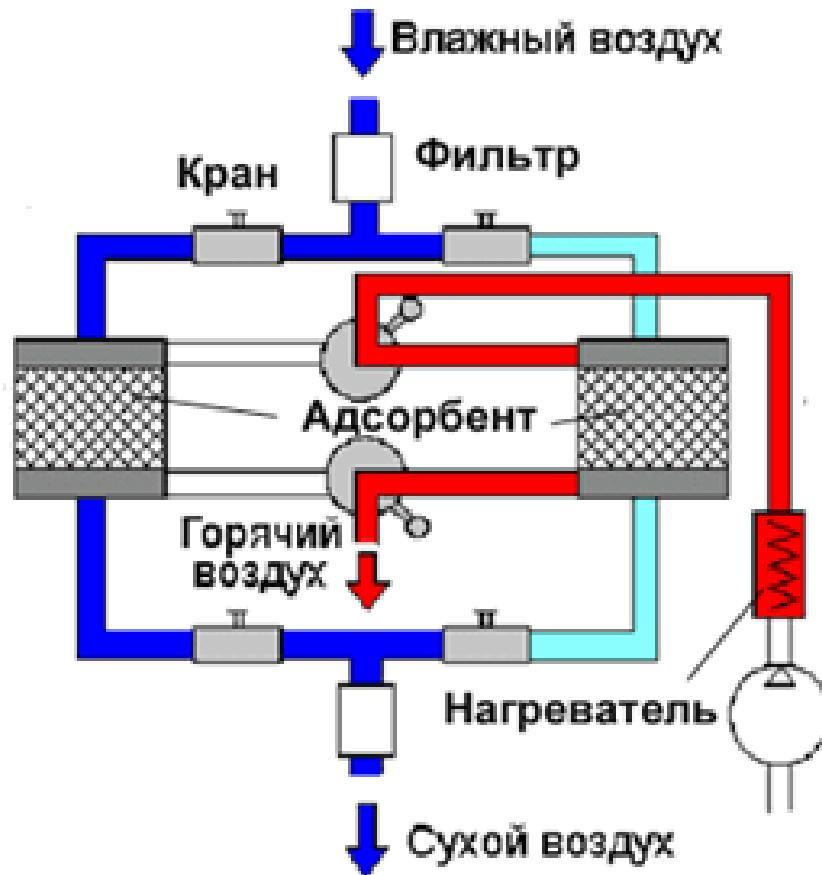 Влажный воздух
Фильтр
Кран
Адсорбент
Горячий
воздух
Нагреватель
Сухой воздух